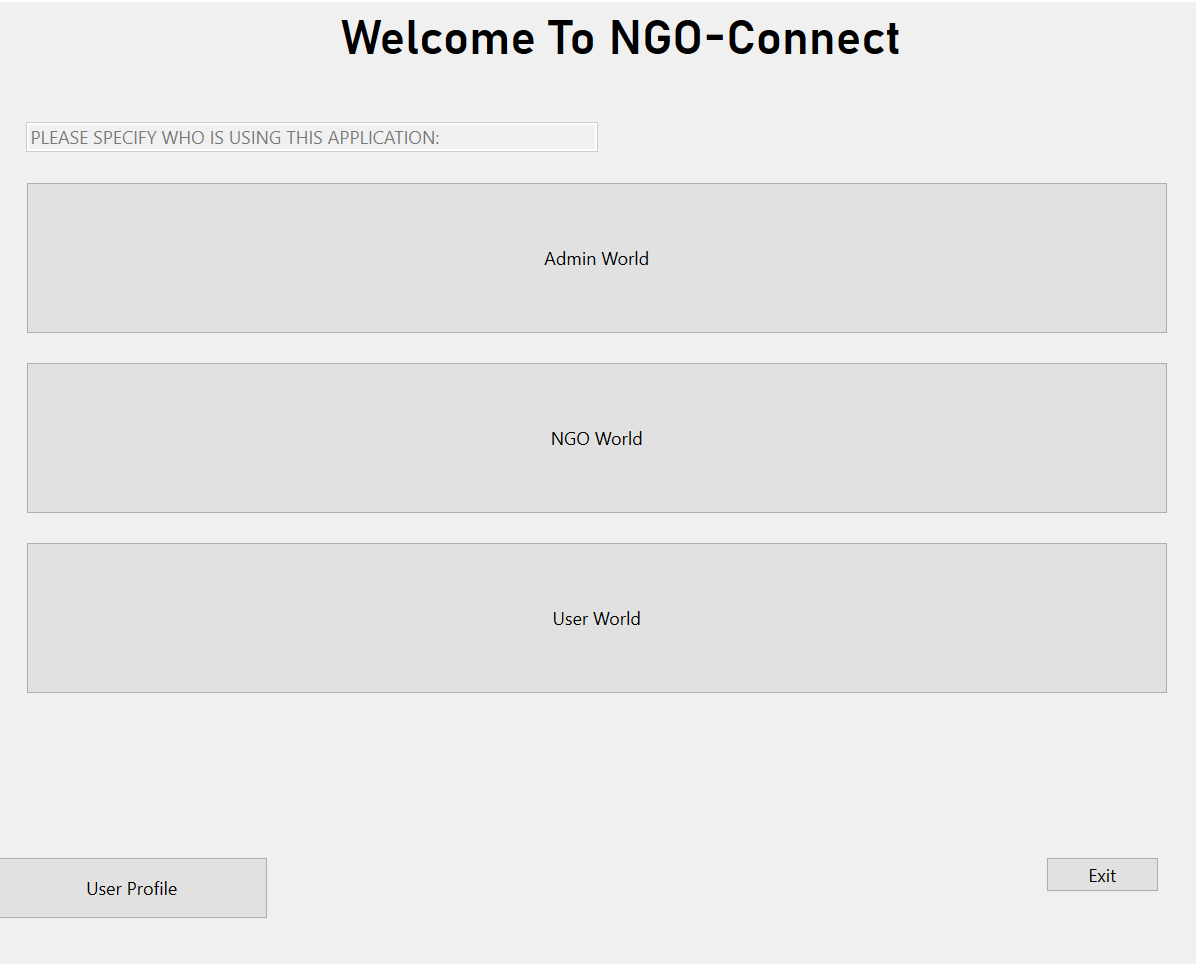 Welcome To NGO-Connect
PLEASE SPECIFY WHO IS USING THIS APPLICATION:
Admin World
NGO World
User World
User Profile
Exit